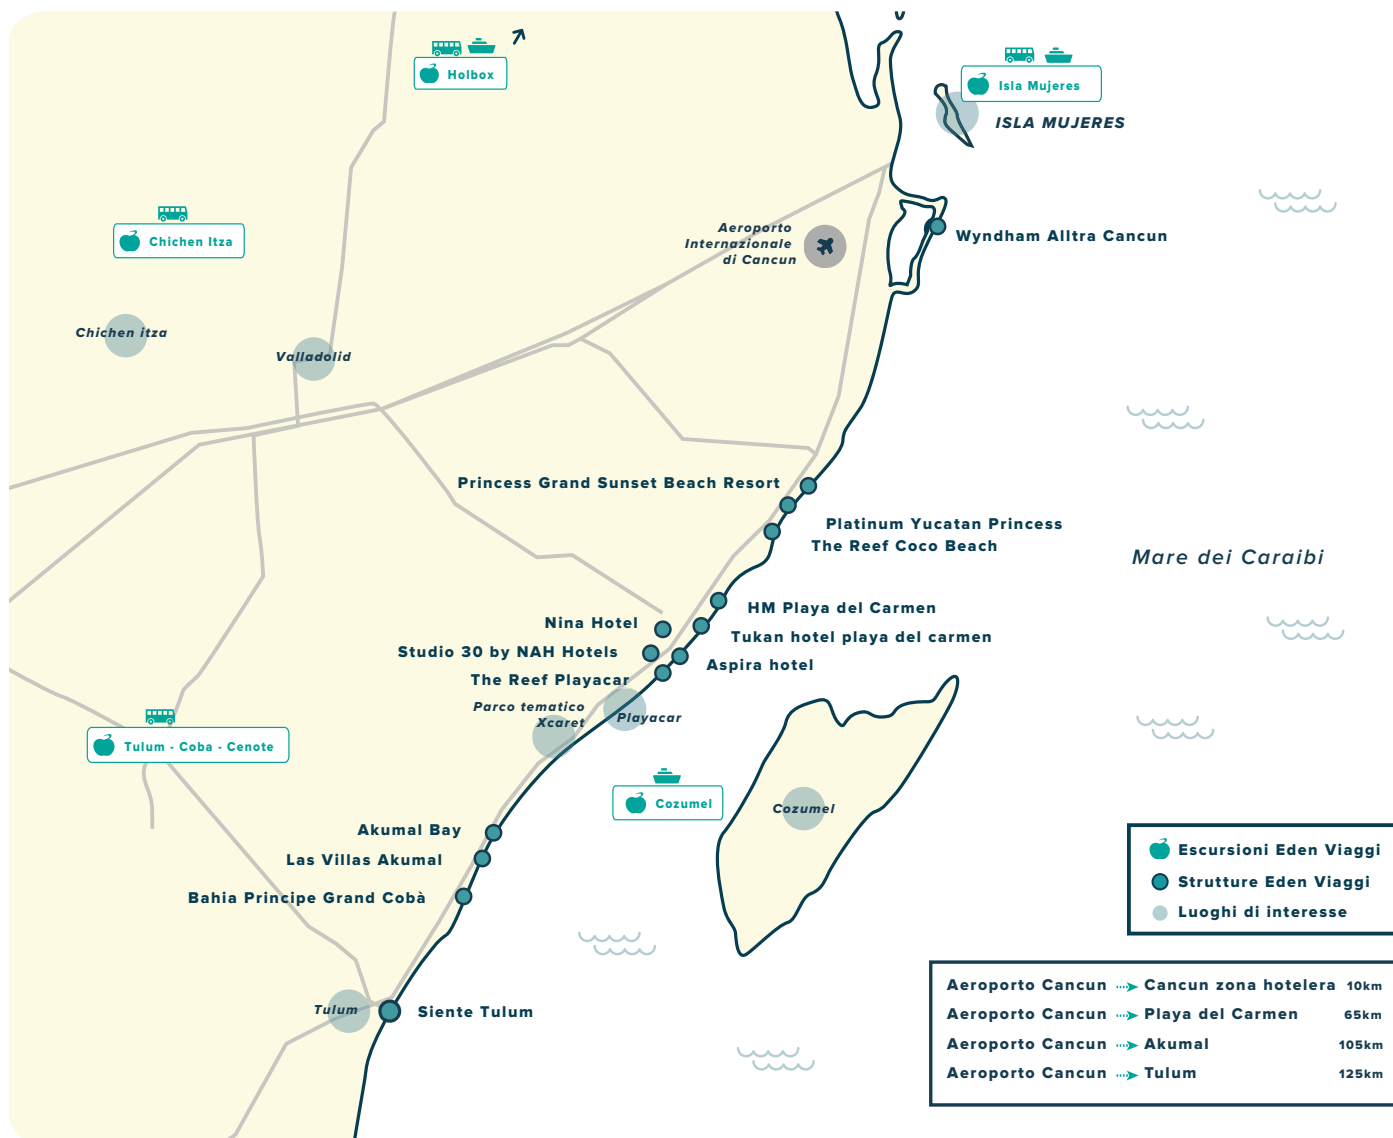 Holbox
Isla Mujeres
ISLA MUJERES
Chichen Itza
Aeroporto
Internazionale
di Cancun
Wyndham Alltra Cancun
Chichen itza
Valladolid
Princess Grand Sunset Beach Resort
Platinum Yucatan Princess
The Reef Coco Beach
Mare dei Caraibi
HM Playa del Carmen
Nina Hotel
Tukan hotel playa del carmen
Studio 30 by NAH Hotels
Aspira hotel
The Reef Playacar
Parco tematico
Xcaret
Playacar
Tulum - Coba - Cenote
Cozumel
Cozumel
Akumal Bay
Las Villas Akumal
Bahia Principe Grand Cobà
Escursioni Eden Viaggi
Strutture Eden Viaggi
Luoghi di interesse
Tulum
Siente Tulum
Aeroporto Cancun Cancun zona hotelera 10km
Aeroporto Cancun Playa del Carmen 65km
Aeroporto Cancun Akumal 105km
Aeroporto Cancun Tulum 125km